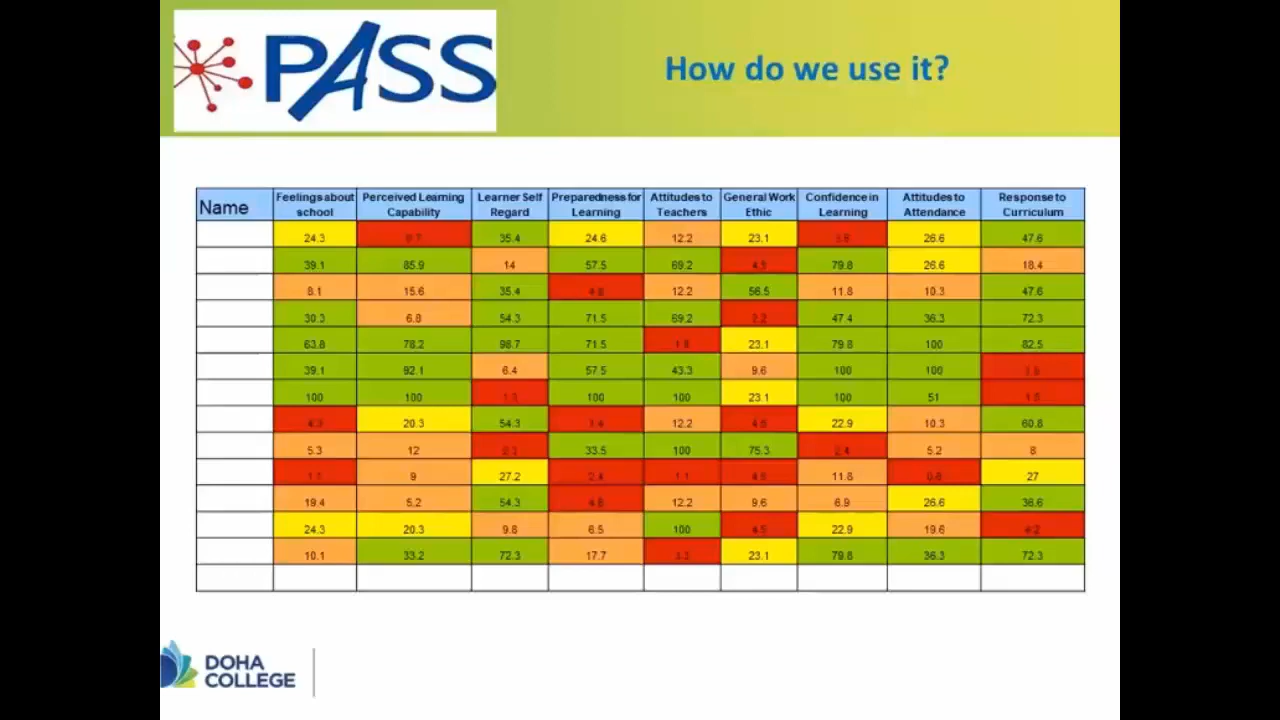 PASS
How do we use it?
Name Feelings about school Perceived Learning Capability Learner Self Regard Preparedness for Learning Attitudes to Teachers General Work Ethic Confidence in Learning Attitudes to Attendance Response to Curriculum
24.3 35.4 24.6 12.2 23.1 26.6 47.6
39.1 85.9 14 57.5 69.2 79.8 26.6 18.4
8.1 15.6 35.4 12.2 56.5 11.8 10.3 47.6
30.3 6.8 54.3 71.5 69.2 47.4 36.3 72.3
63.8 78.2 98.7 71.5 23.1 79.8 100 82.5
39.1 92.1 6.4 57.5 43.3 9.6 100 100
100 100 100 100 23.1 100 51
20.3 54.3 12.2 22.9 10.3 60.8
5.3 12 33.5 100 75.3 5.2 8
9 27.2 11.8 27
19.4 5.2 54.3 12.2 9.6 6.9 26.6 36.6
24.3 20.3 9.8 6.5 100 22.9 19.6
10.1 33.2 72.3 17.7 23.1 79.8 36.3 72.3
DOHA
COLLEGE